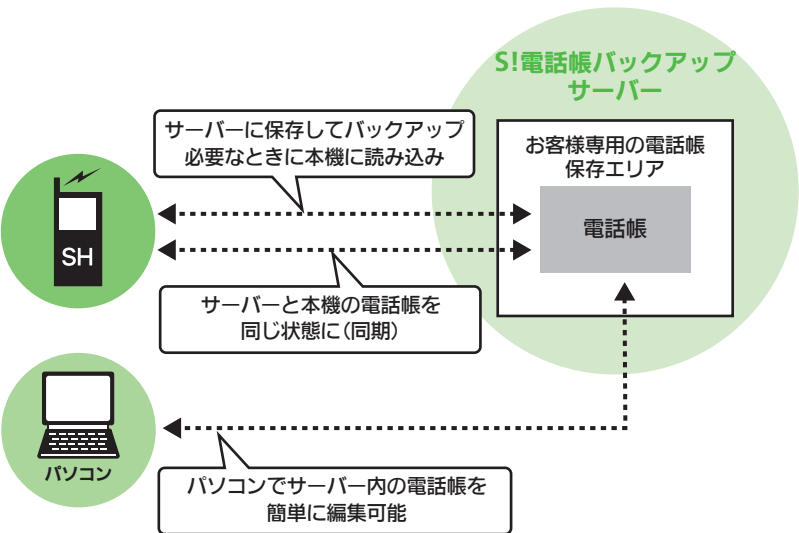 S!電話帳バックアップ
サーバー
サーバーに保存してバックアップ
必要なときに本機に読み込み
お客様専用の電話帳
保存エリア
電話帳
SH
サーバーと本機の電話帳を
同じ状態に(同期)
パソコン
パソコンでサーバー内の電話帳を
簡単に編集可能